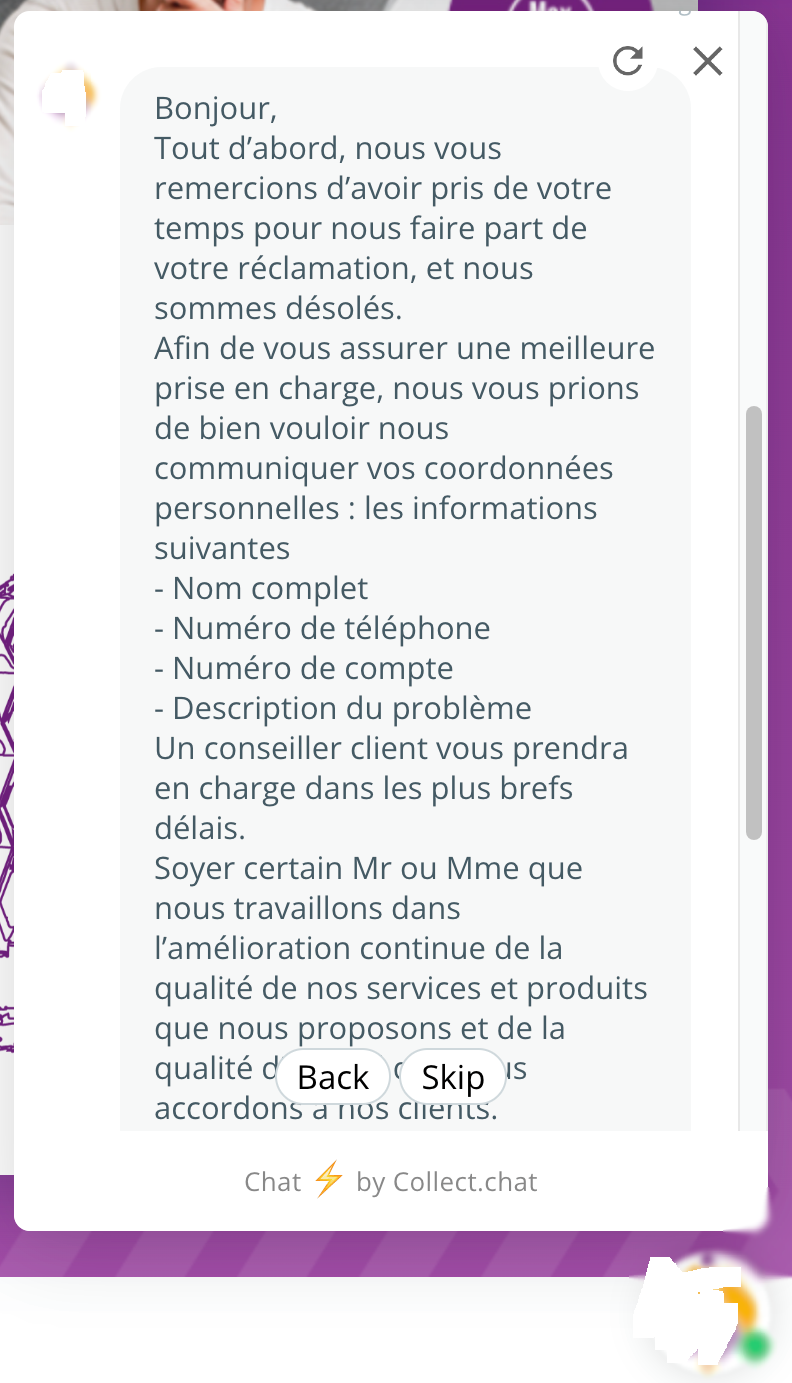 Bonjour,
Tout d’abord, nous vous
remercions d’avoir pris de votre
temps pour nous faire part de
votre réclamation, et nous
sommes désolés.
Afin de vous assurer une meilleure
prise en charge, nous vous prions
de bien vouloir nous
communiquer vos coordonnées
personnelles : les informations
suivantes
- Nom complet
- Numéro de téléphone
- Numéro de compte
- Description du problème
Un conseiller client vous prendra
en charge dans les plus brefs
délais.
Soyer certain Mr ou Mme que
nous travaillons dans
l’amélioration continue de la
qualité de nos services et produits
que nous proposons et de la
qualité
accordons à nos clients.
Back Skip
Chat ⚡ by Collect.chat